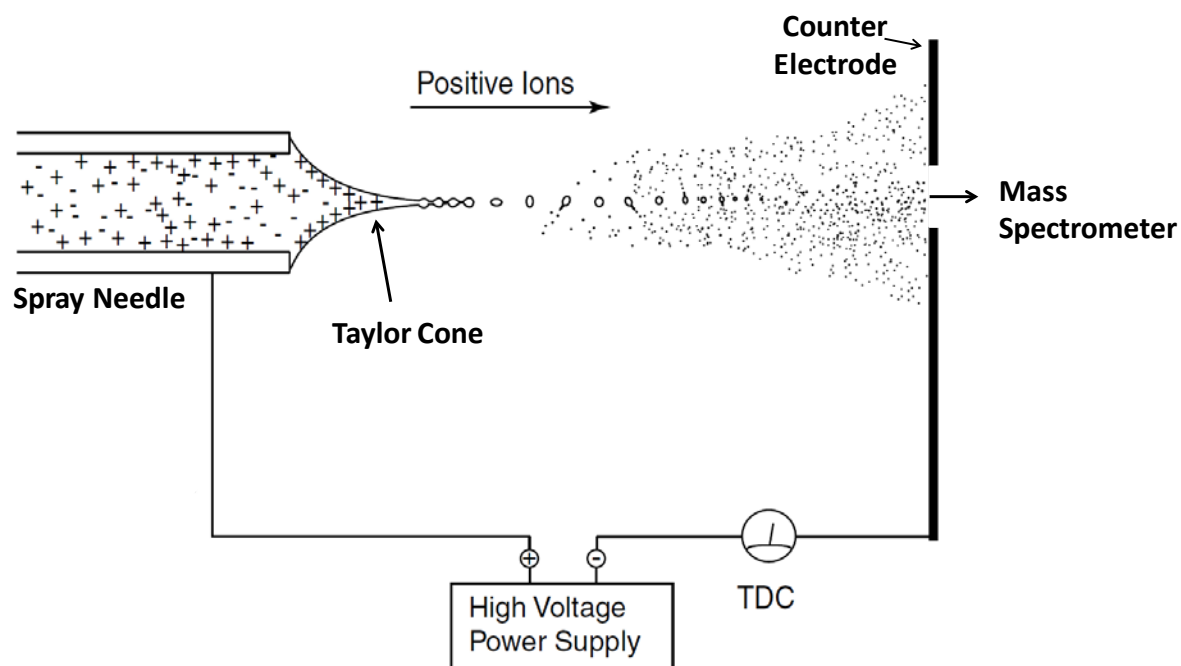 Counter
Electrode
Positive Ions
Mass
Spectrometer
Spray Needle
Taylor Cone
+ -
TDC
High Voltage
Power Supply